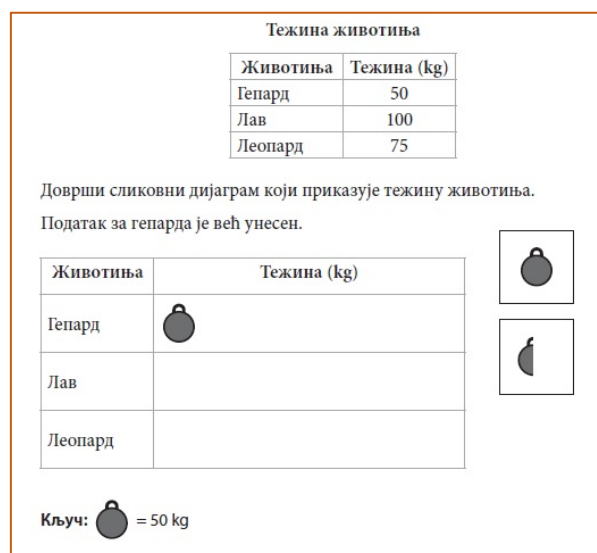 Тежина животиња
Животиња Тежина (kg)
Гепард 50
Лав 100
Леопард 75
Доврши сликовни дијаграм који приказује тежину животиња.
Податак за гепарда је већ унесен.
Животиња Тежина (kg)
Гепард
Лав
Леопард
Кључ: = 50 kg